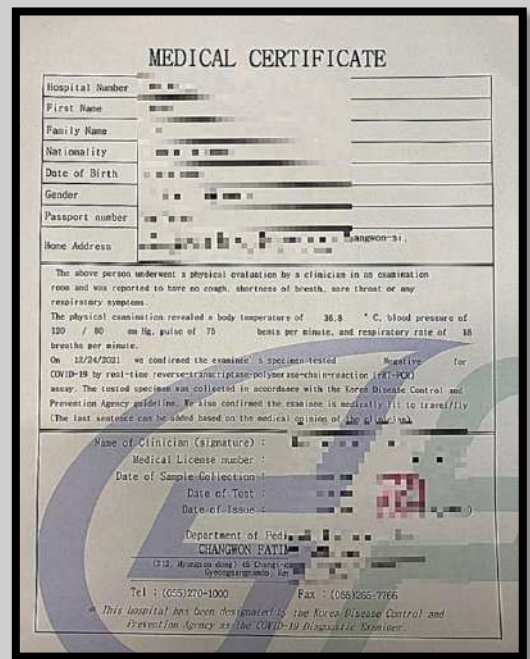 MEDICAL CERTIFICATE
Hospital Number
First Name
Family Name
Nationality
Date of Birth
Gender
Passport number
Home Address
angwon-si,
The above person underwent a physical evaluation by a clinician in an examination
room and was reported to have no cough, shortness of breath, sore throat or any
respiratory symptoms.
The physical examination revealed a body temperature of 36.8 ° C, blood pressure of
120 / 80 mm Hg, pulse of 75 beats per minute, and respiratory rate of 18
breaths per minute.
On 12/24/2021 we confirmed the examinee's specimen tested Negative for
COVID-19 by real-time reverse-transcriptase-polymerase-chain-reaction (rRT-PCR)
assay. The tested specimen was collected in accordance with the Korea Disease Control and
Prevention Agency guideline. We also confirmed the examinee is medically fit to travel/fly
(The last sentence can be added based on the medical opinion of the clinician)
Name of Clinician (signature) :
Medical License number :
Date of Sample Collection :
Date of Test :
Date of Issue : )
Department of Pedi
CHANGWON FATI
45 Changi-d
Gyeongsangnamdo,
Tel : (055)270-1000 Fax : (055)265-7766
This hospital has been designated by the Korea Disease Control and
Prevention Agency as the COVID-19 Diagnostic Examiner.